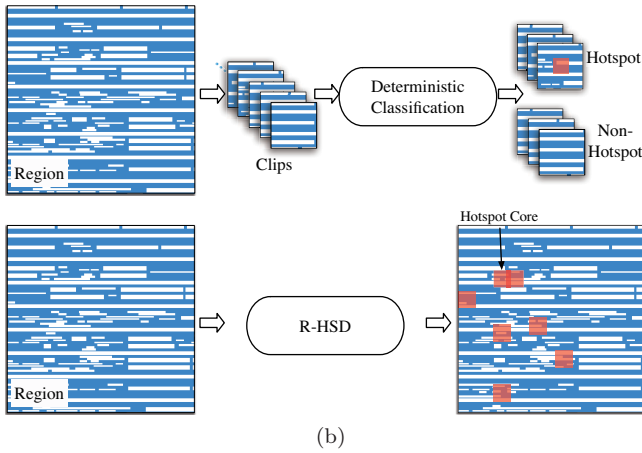 Hotspot
Deterministic
Classification
Non-
Hotspot
Clips
Region
Hotspot Core
R-HSD
Region
(b)